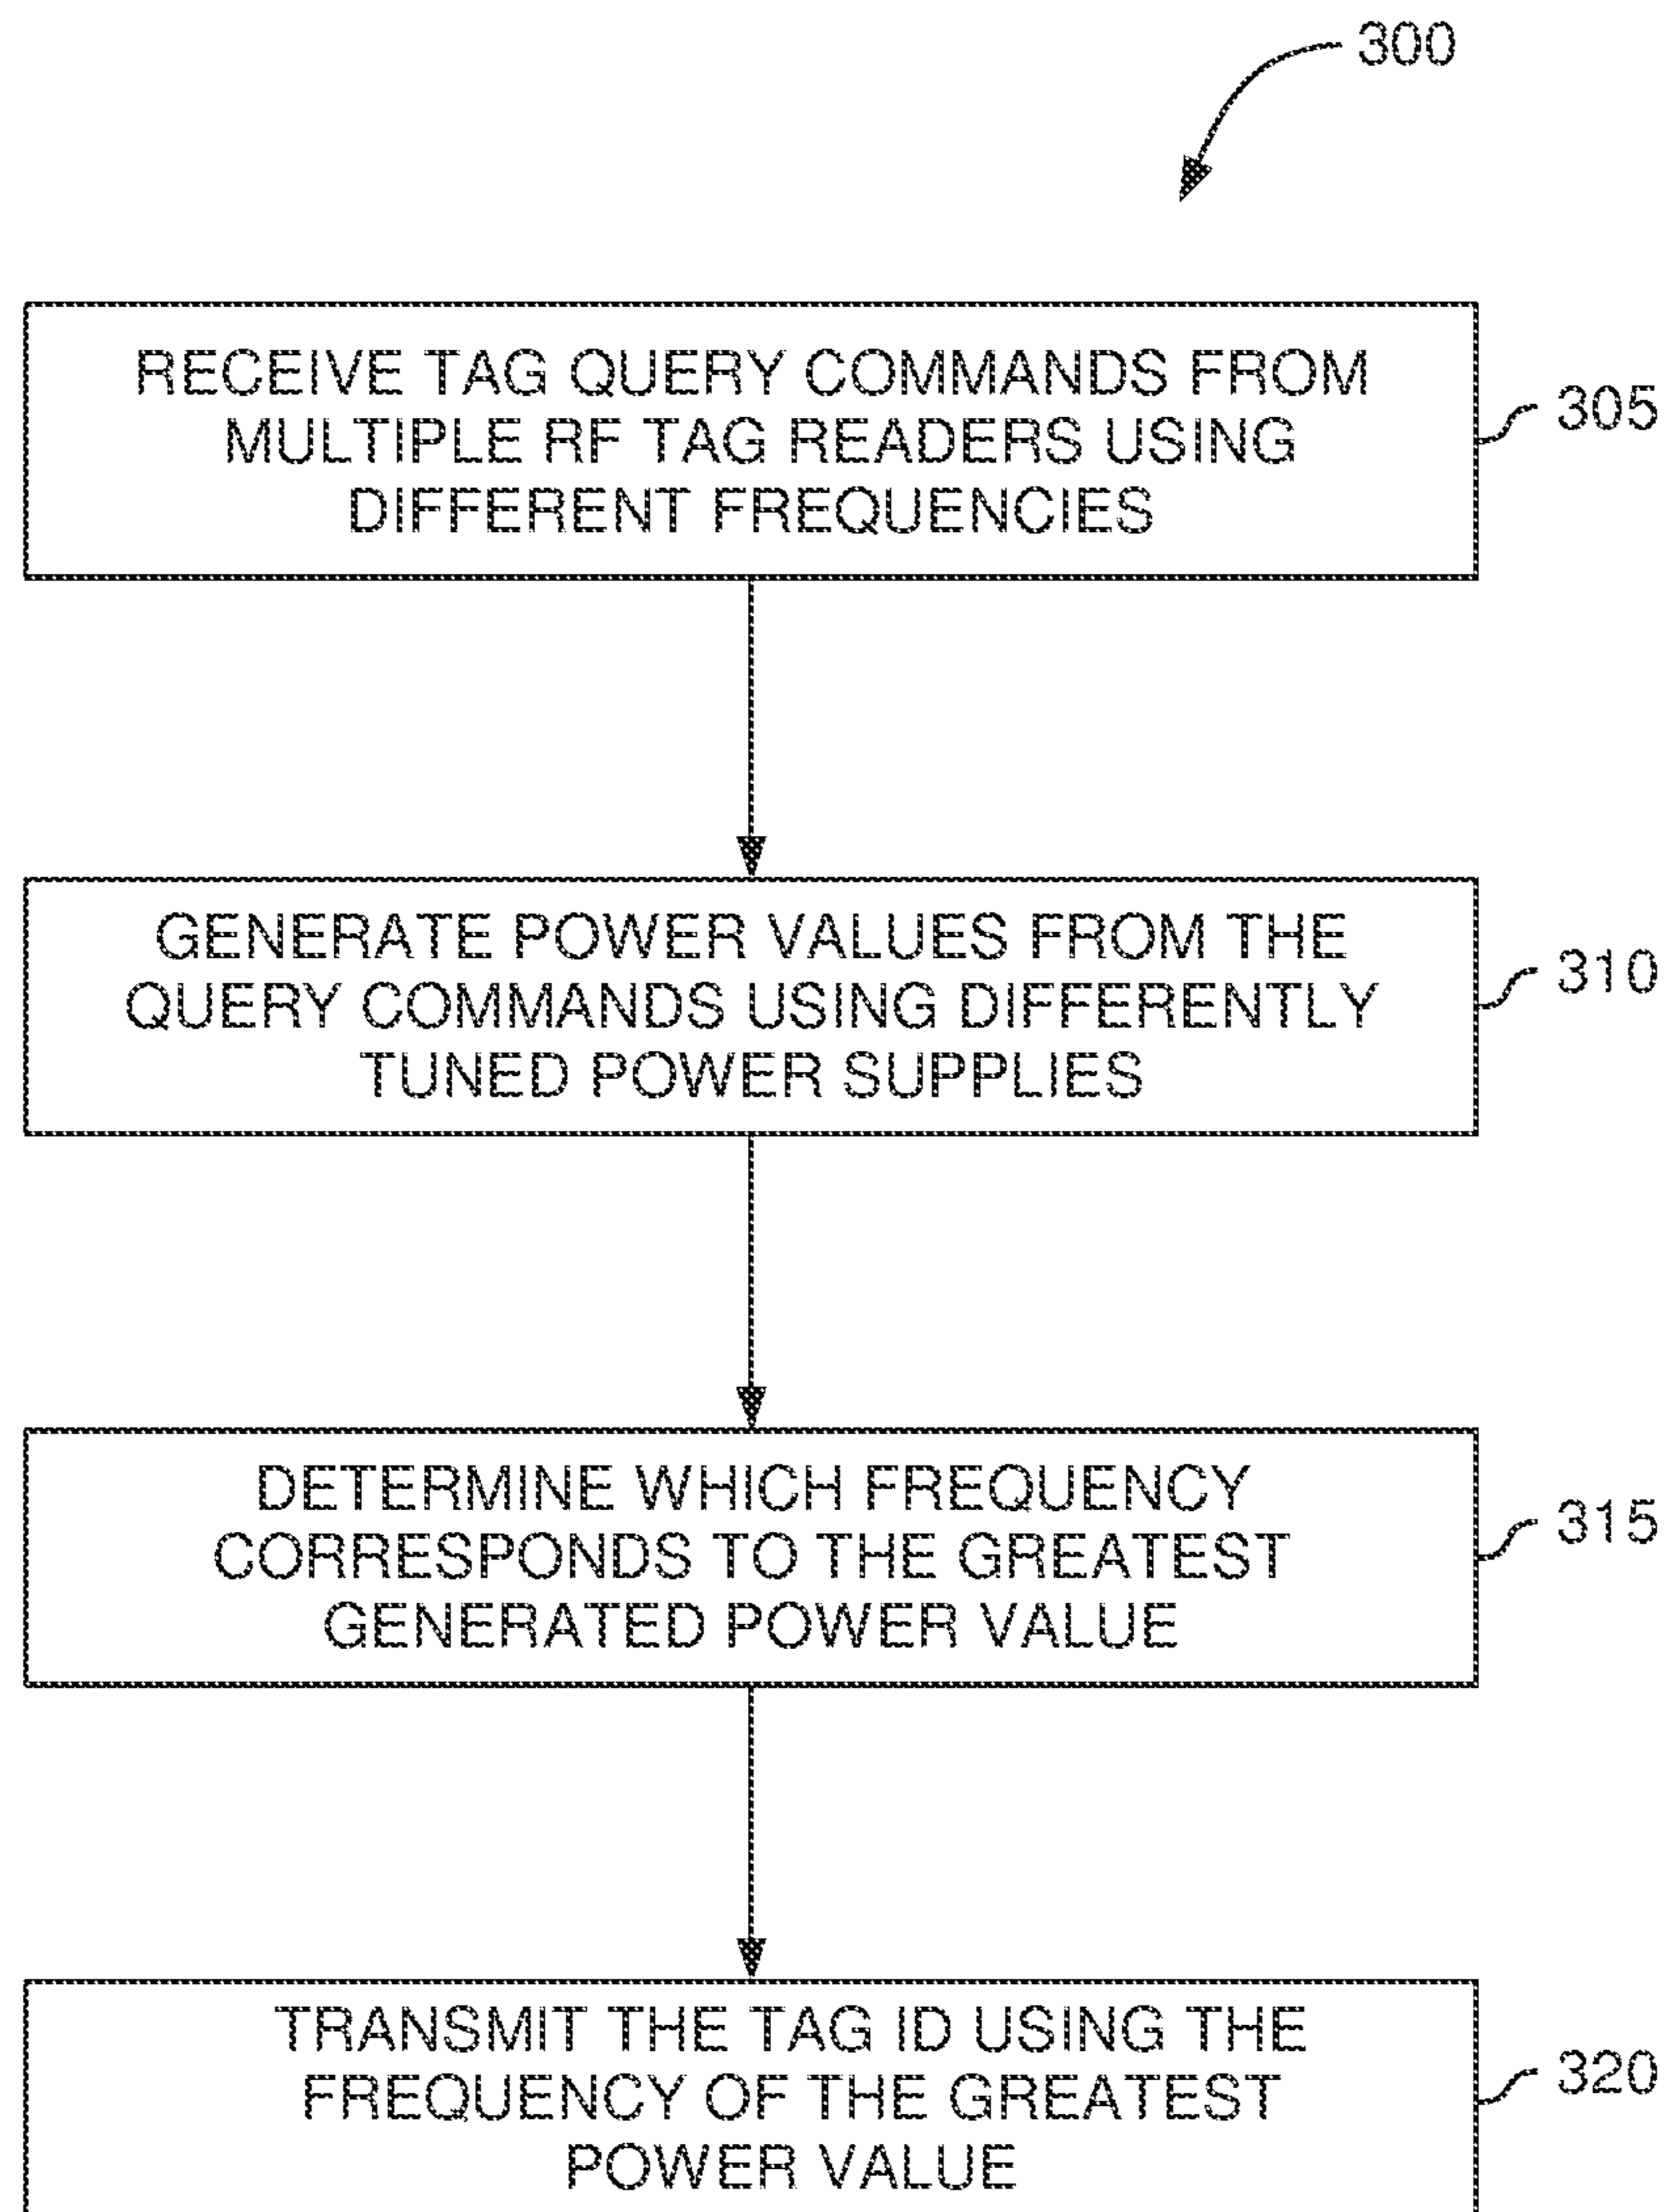 300
RECEIVE TAG QUERY COMMANDS FROM
MULTIPLE RF TAG READERS USING
DIFFERENT FREQUENCIES
305
GENERATE POWER VALUES FROM THE
QUERY COMMANDS USING DIFFERENTLY
TUNED POWER SUPPLIES
310
DETERMINE WHICH FREQUENCY
CORRESPONDS TO THE GREATEST
GENERATED POWER VALUE
315
TRANSMIT THE TAG ID USING THE
FREQUENCY OF THE GREATEST
POWER VALUE
320